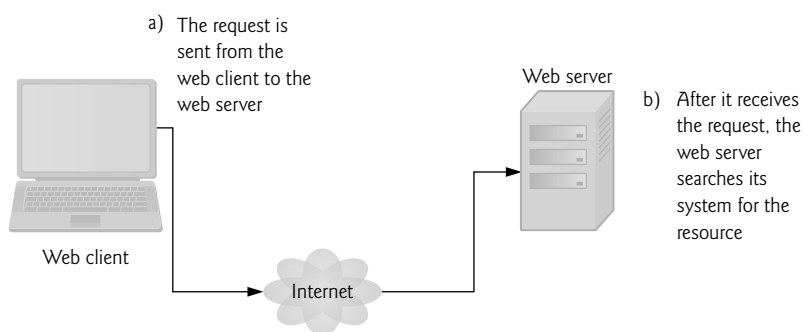 a) The request is
sent from the
web client to the
web server
Web server
b) After it receives
the request, the
web server
searches its
system for the
resource
Web client
Internet